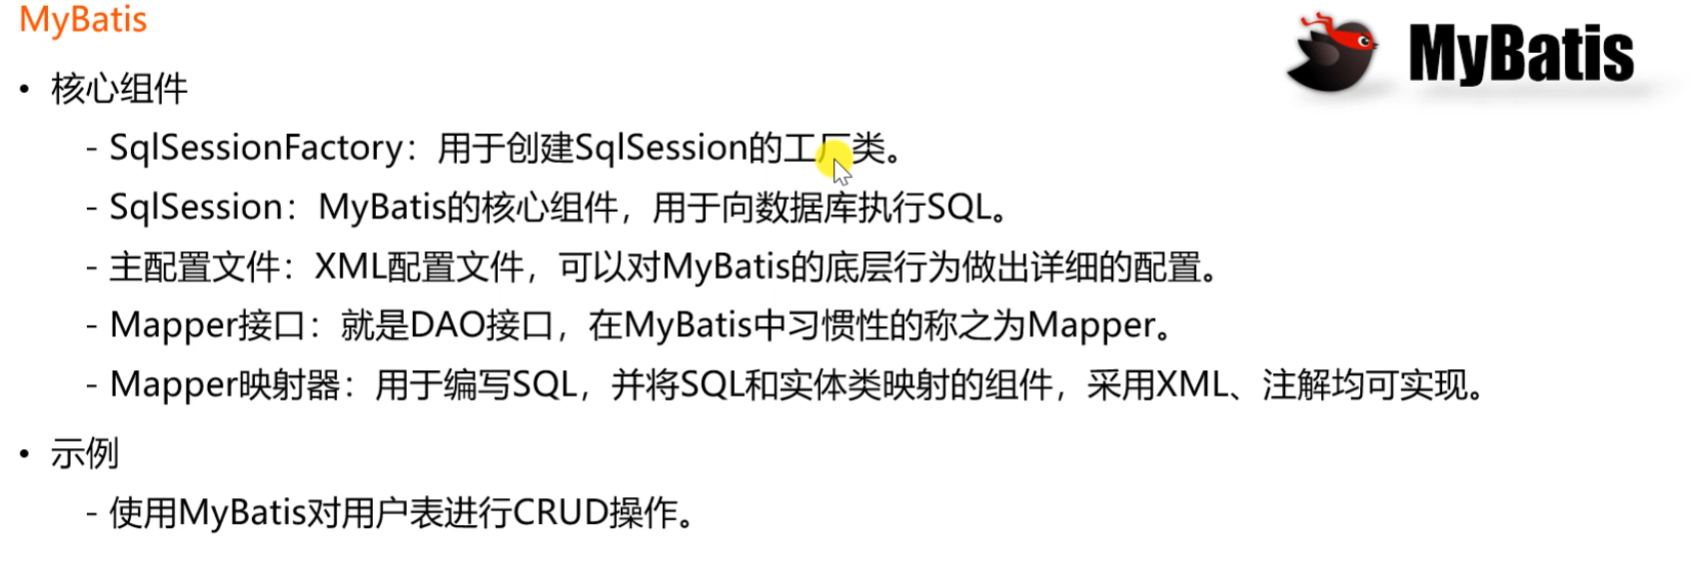 MyBatis
MyBatis
• 核心组件
- SqlSessionFactory：用于创建SqlSession的工厂类。
- SqlSession：MyBatis的核心组件，用于向数据库执行SQL。
- 主配置文件：XML配置文件，可以对MyBatis的底层行为做出详细的配置。
- Mapper接口：就是DAO接口，在MyBatis中习惯性的称之为Mapper。
- Mapper映射器：用于编写SQL，并将SQL和实体类映射的组件，采用XML、注解均可实现。
• 示例
- 使用MyBatis对用户表进行CRUD操作。